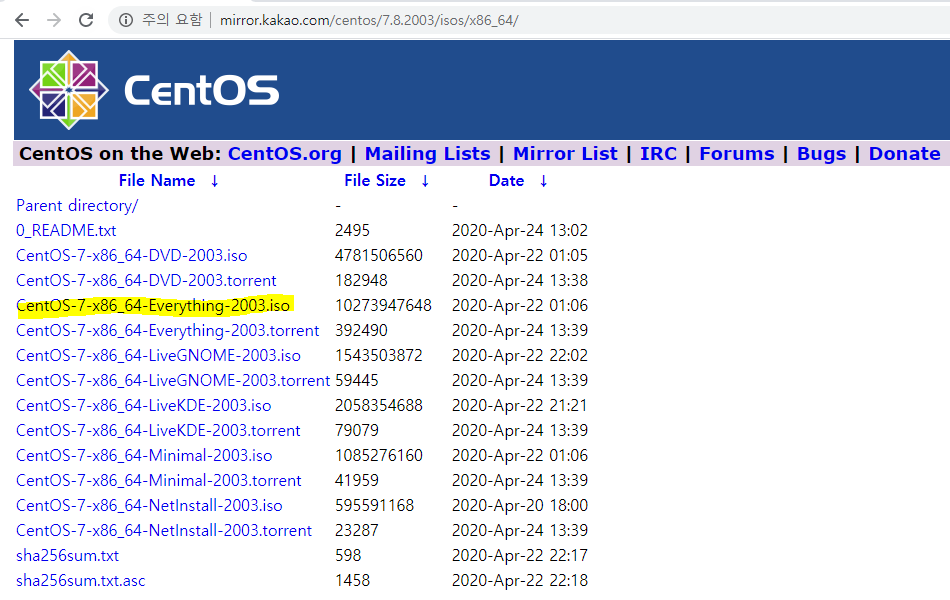 주의 요함 | mirror.kakao.com/centos/7.8.2003/isos/x86_64/
CentOS
CentOS on the Web: CentOS.org | Mailing Lists | Mirror List | IRC | Forums | Bugs | Donate
File Name ↓ File Size ↓ Date ↓
Parent directory/ - -
0_README.txt 2495 2020-Apr-24 13:02
CentOS-7-x86_64-DVD-2003.iso 4781506560 2020-Apr-22 01:05
CentOS-7-x86_64-DVD-2003.torrent 182948 2020-Apr-24 13:38
CentOS-7-x86_64-Everything-2003.iso 10273947648 2020-Apr-22 01:06
CentOS-7-x86_64-Everything-2003.torrent 392490 2020-Apr-24 13:39
CentOS-7-x86_64-LiveGNOME-2003.iso 1543503872 2020-Apr-22 22:02
CentOS-7-x86_64-LiveGNOME-2003.torrent 59445 2020-Apr-24 13:39
CentOS-7-x86_64-LiveKDE-2003.iso 2058354688 2020-Apr-22 21:21
CentOS-7-x86_64-LiveKDE-2003.torrent 79079 2020-Apr-24 13:39
CentOS-7-x86_64-Minimal-2003.iso 1085276160 2020-Apr-22 01:06
CentOS-7-x86_64-Minimal-2003.torrent 41959 2020-Apr-24 13:39
CentOS-7-x86_64-NetInstall-2003.iso 595591168 2020-Apr-20 18:00
CentOS-7-x86_64-NetInstall-2003.torrent 23287 2020-Apr-24 13:39
sha256sum.txt 598 2020-Apr-22 22:17
sha256sum.txt.asc 1458 2020-Apr-22 22:18